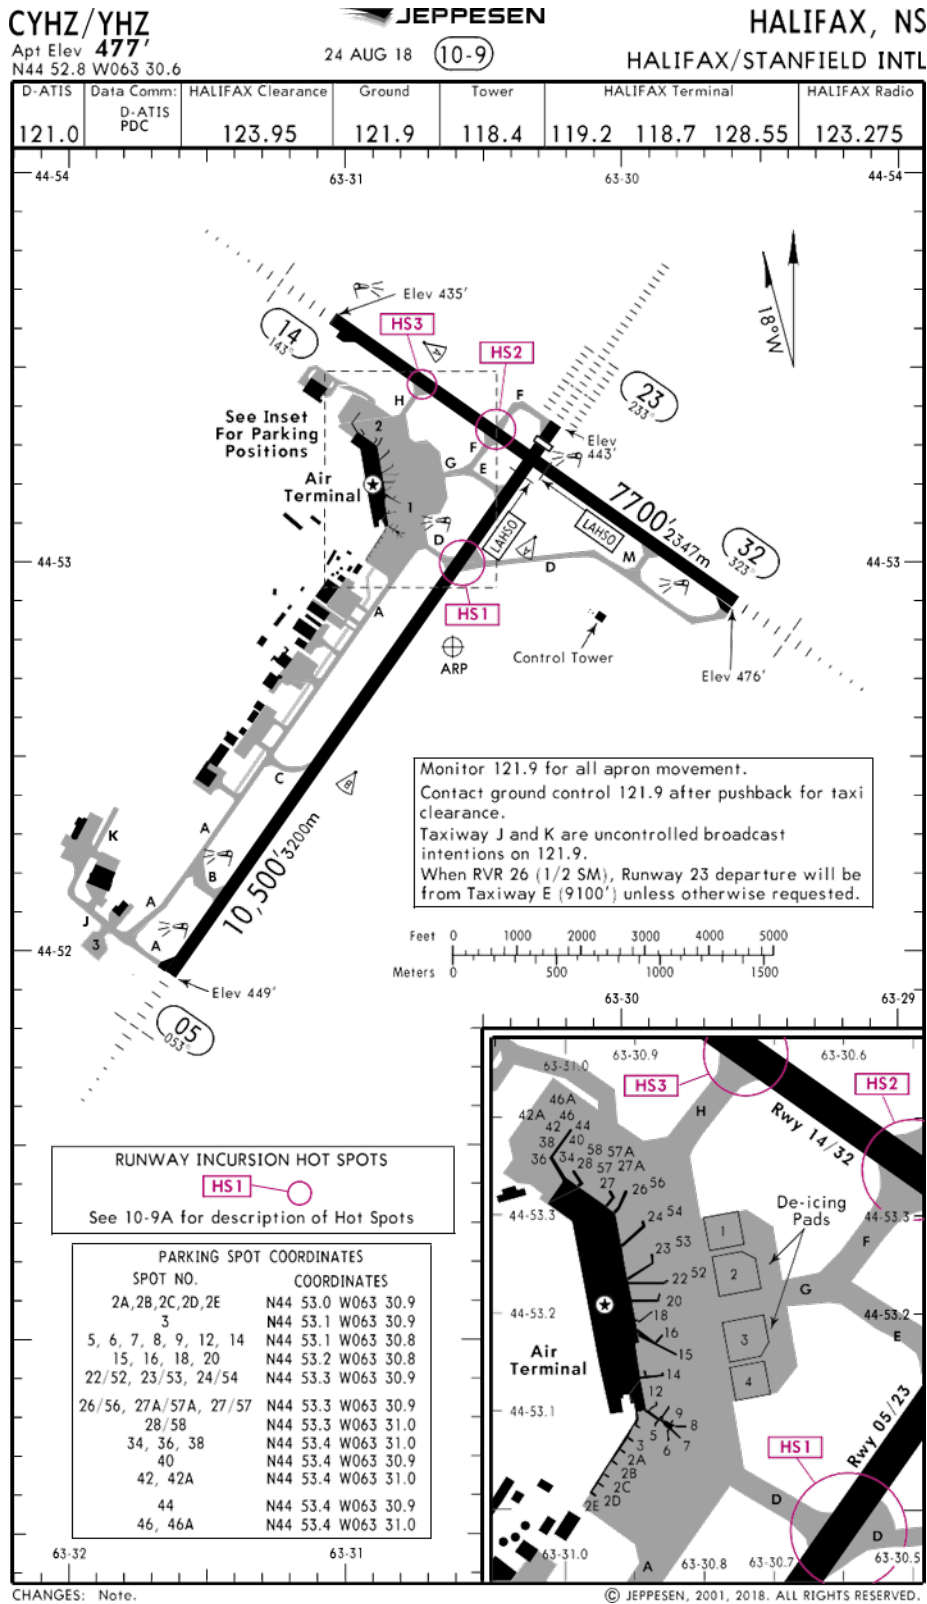 CYHZ/YHZ
Apt Elev 477'
N44 52.8 W063 30.6
JEPPESEN
24 AUG 18 10-9
HALIFAX, NS
HALIFAX/STANFIELD INTL
D-ATIS Data Comm: HALIFAX Clearance Ground Tower HALIFAX Terminal HALIFAX Radio
D-ATIS
PDC
121.0 123.95 121.9 118.4 119.2 118.7 128.55 123.275
44-54 63-31 63-30 44-54
Elev 435'
HS3
HS2
14
143°
A
18°W
23
233°
F
H
See Inset
For Parking
Positions
2
Elev
443'
F
G E
Air
Terminal
1
7700' 2347m
LAHSO
LAHSO
A
D
D
M
32
323°
44-53 44-53
HS1
A
ARP
Control Tower
Elev 476'
C
B
10,500' 3200m
A
K
B
J
A
3
A
44-52 44-52
Elev 449'
05
053°
Monitor 121.9 for all apron movement.
Contact ground control 121.9 after pushback for taxi
clearance.
Taxiway J and K are uncontrolled broadcast
intentions on 121.9.
When RVR 26 (1/2 SM), Runway 23 departure will be
from Taxiway E (9100') unless otherwise requested.
Feet 0 1000 2000 3000 4000 5000
Meters 0 500 1000 1500
63-30 63-29
RUNWAY INCURSION HOT SPOTS
HS1
See 10-9A for description of Hot Spots
PARKING SPOT COORDINATES
SPOT NO. COORDINATES
2A,2B,2C,2D,2E N44 53.0 W063 30.9
3 N44 53.1 W063 30.9
5, 6, 7, 8, 9, 12, 14 N44 53.1 W063 30.8
15, 16, 18, 20 N44 53.2 W063 30.8
22/52, 23/53, 24/54 N44 53.3 W063 30.9
26/56, 27A/57A, 27/57 N44 53.3 W063 30.9
28/58 N44 53.3 W063 31.0
34, 36, 38 N44 53.4 W063 31.0
40 N44 53.4 W063 30.9
42, 42A N44 53.4 W063 31.0
44 N44 53.4 W063 30.9
46, 46A N44 53.4 W063 31.0
63-32 63-31
63-31.0 63-30.9 63-30.6
HS3
HS2
46A
42A 46
42 44
38 40
36 34 58 57A
28 57 27A
27 26 56
H
Rwy 14/32
De-icing
Pads
44-53.3 44-53.3
24 54
23 53
22 52
20
18
16
15
14
12
9
8
7
6
5
3
2A
2B
2C
2D
2E
1
2
3
4
F
G
E
44-53.2 44-53.2
Air
Terminal
44-53.1
Rwy 05/23
HS1
D
D
A
63-31.0 63-30.8 63-30.7 63-30.5
CHANGES: Note.
© JEPPESEN, 2001, 2018. ALL RIGHTS RESERVED.